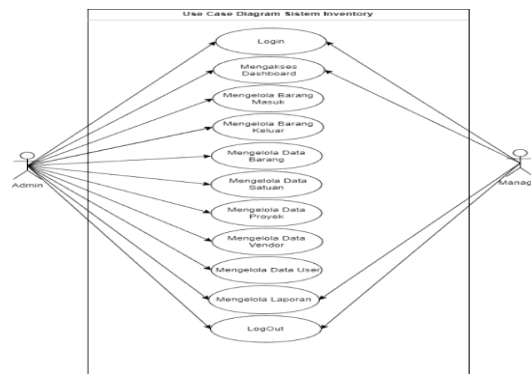 Use Case Diagram Sistem Inventory
Login
Mengakses
Dashboard
Mengelola Barang
Masuk
Mengelola Barang
Keluar
Mengelola Data
Barang
Mengelola Data
Satuan
Mengelola Data
Proyek
Mengelola Data
Vendor
Mengelola Data User
Mengelola Laporan
LogOut
Admin
Manag